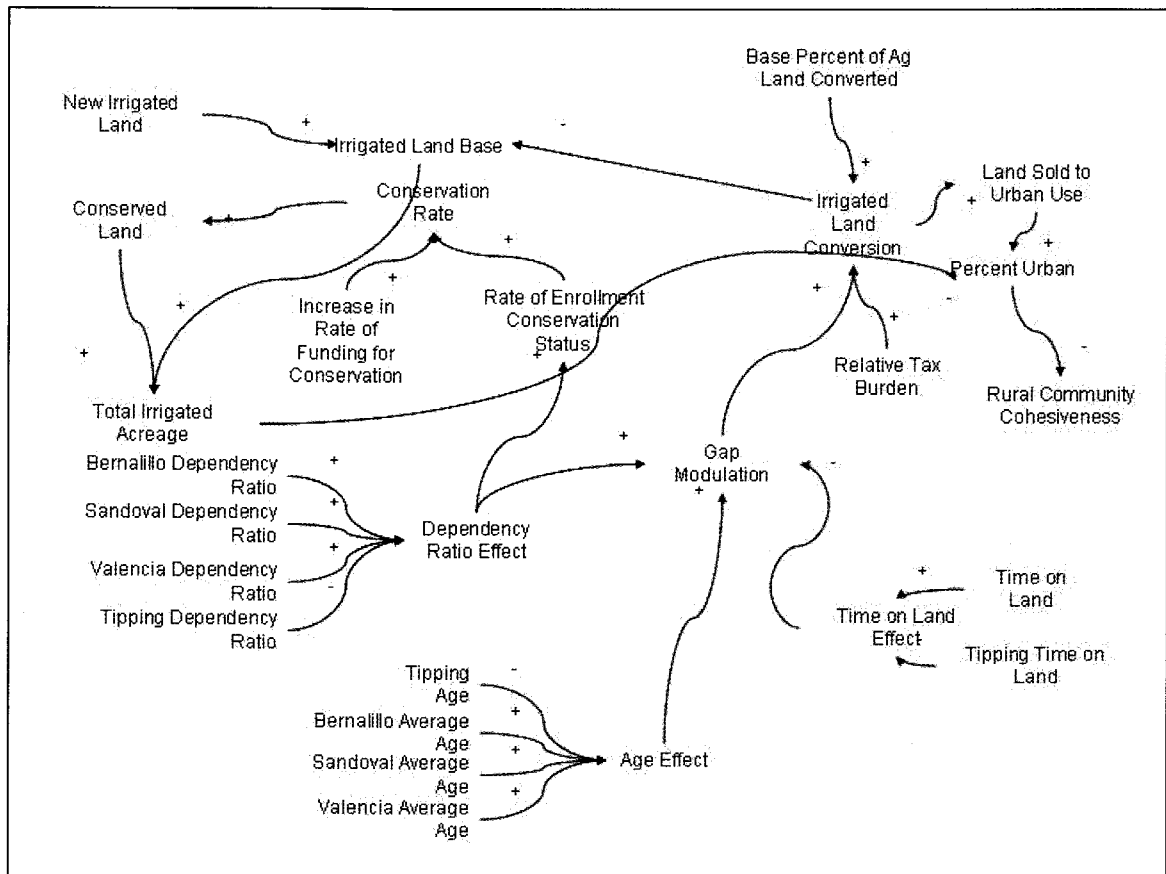 Base Percent of Ag
Land Converted
New Irrigated
Land
+
-
Irrigated Land Base
+
Land Sold to
Urban Use
Conservation
Rate
Irrigated
Land
Conversion
+
Conserved
Land
+
+
+
Percent Urban
+
Rate of Enrollment
Conservation
Status
+
-
Increase in
Rate of
Funding for
Conservation
+
+
+
+
-
Relative Tax
Burden
Rural Community
Cohesiveness
Total Irrigated
Acreage
+
Gap
Modulation
-
+
Bernalillo Dependency
Ratio
+
Sandoval Dependency
Ratio
+
Dependency
Ratio Effect
+
Valencia Dependency
Ratio
-
Tipping Dependency
Ratio
+
Time on
Land
Time on Land
Effect
Tipping Time on
Land
Tipping
Age
-
Bernalillo Average
Age
+
Sandoval Average
Age
+
Age Effect
Valencia Average
Age
+